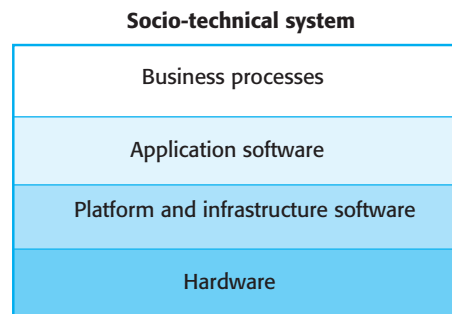 Socio-technical system
Business processes
Application software
Platform and infrastructure software
Hardware